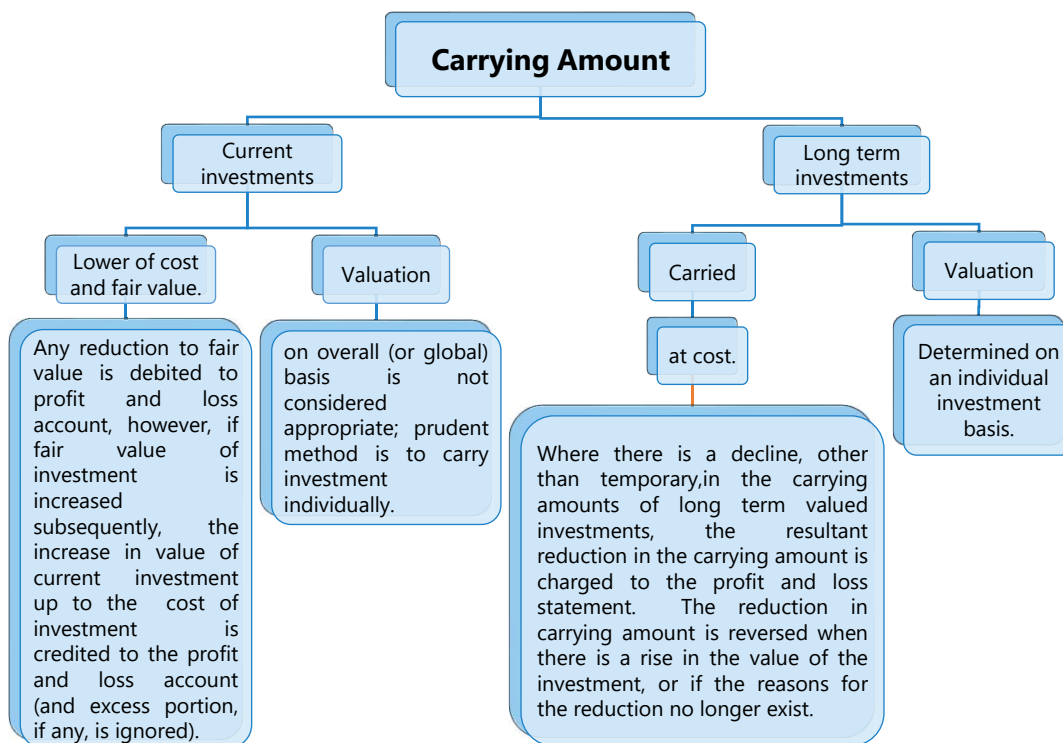 Carrying Amount
Current
investments
Long term
investments
Lower of cost
and fair value.
Valuation
Carried
Valuation
Any reduction to fair
value is debited to
profit and loss
account, however, if
fair value of
investment is
increased
subsequently, the
increase in value of
current investment
up to the cost of
investment is
credited to the profit
and loss account
(and excess portion,
if any, is ignored).
on overall (or global)
basis is not
considered
appropriate; prudent
method is to carry
investment
individually.
at cost.
Where there is a decline, other
than temporary,in the carrying
amounts of long term valued
investments, the resultant
reduction in the carrying amount is
charged to the profit and loss
statement. The reduction in
carrying amount is reversed when
there is a rise in the value of the
investment, or if the reasons for
the reduction no longer exist.
Determined on
an individual
investment
basis.